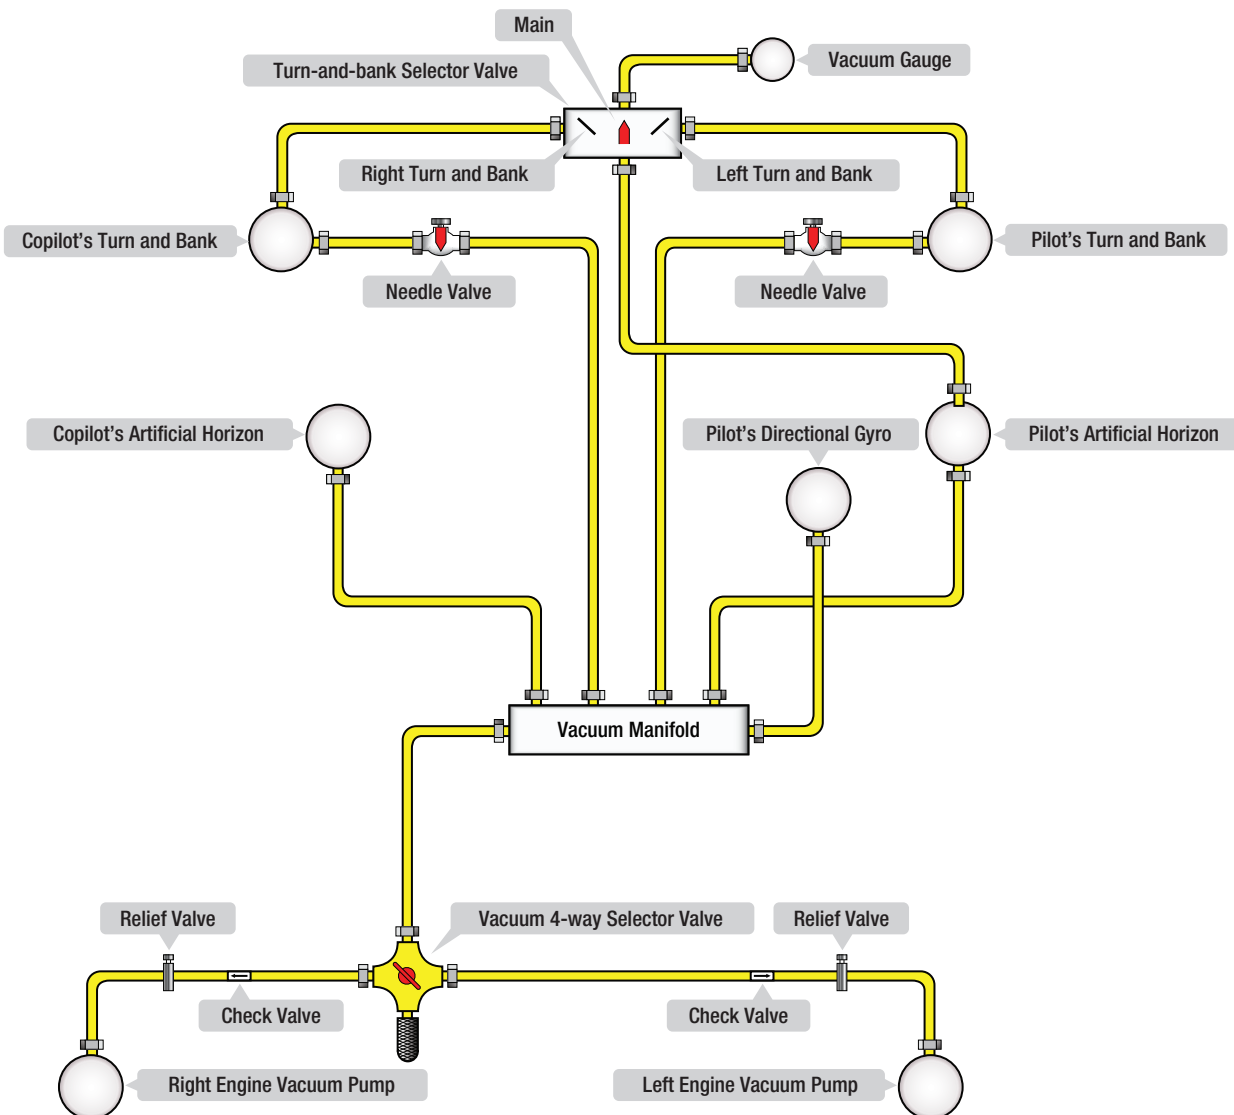 Main
Vacuum Gauge
Turn-and-bank Selector Valve
Right Turn and Bank
Left Turn and Bank
Copilot’s Turn and Bank
Pilot’s Turn and Bank
Needle Valve
Needle Valve
Copilot’s Artificial Horizon
Pilot’s Directional Gyro
Pilot’s Artificial Horizon
Vacuum Manifold
Relief Valve
Vacuum 4-way Selector Valve
Relief Valve
Check Valve
Check Valve
Right Engine Vacuum Pump
Left Engine Vacuum Pump